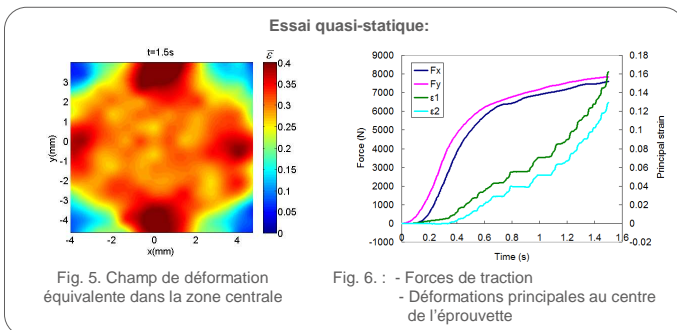 Essai quasi-statique:
t=1.5s
ε̅
0.4
0.35
0.3
0.25
0.2
0.15
0.1
0.05
0
y(mm)
3
2
1
0
-1
-2
-3
-4
-4 -2 0 2 4
x(mm)
Fig. 5. Champ de déformation
équivalente dans la zone centrale
Force (N)
9000
8000
7000
6000
5000
4000
3000
2000
1000
0
-1000
Fx
Fy
ε1
ε2
0.18
0.16
0.14
0.12
0.1
0.08
0.06
0.04
0.02
0
-0.02
Principal strain
0 0.2 0.4 0.6 0.8 1 1.2 1.4 1.6
Time (s)
Fig. 6. : - Forces de traction
- Déformations principales au centre
de l'éprouvette